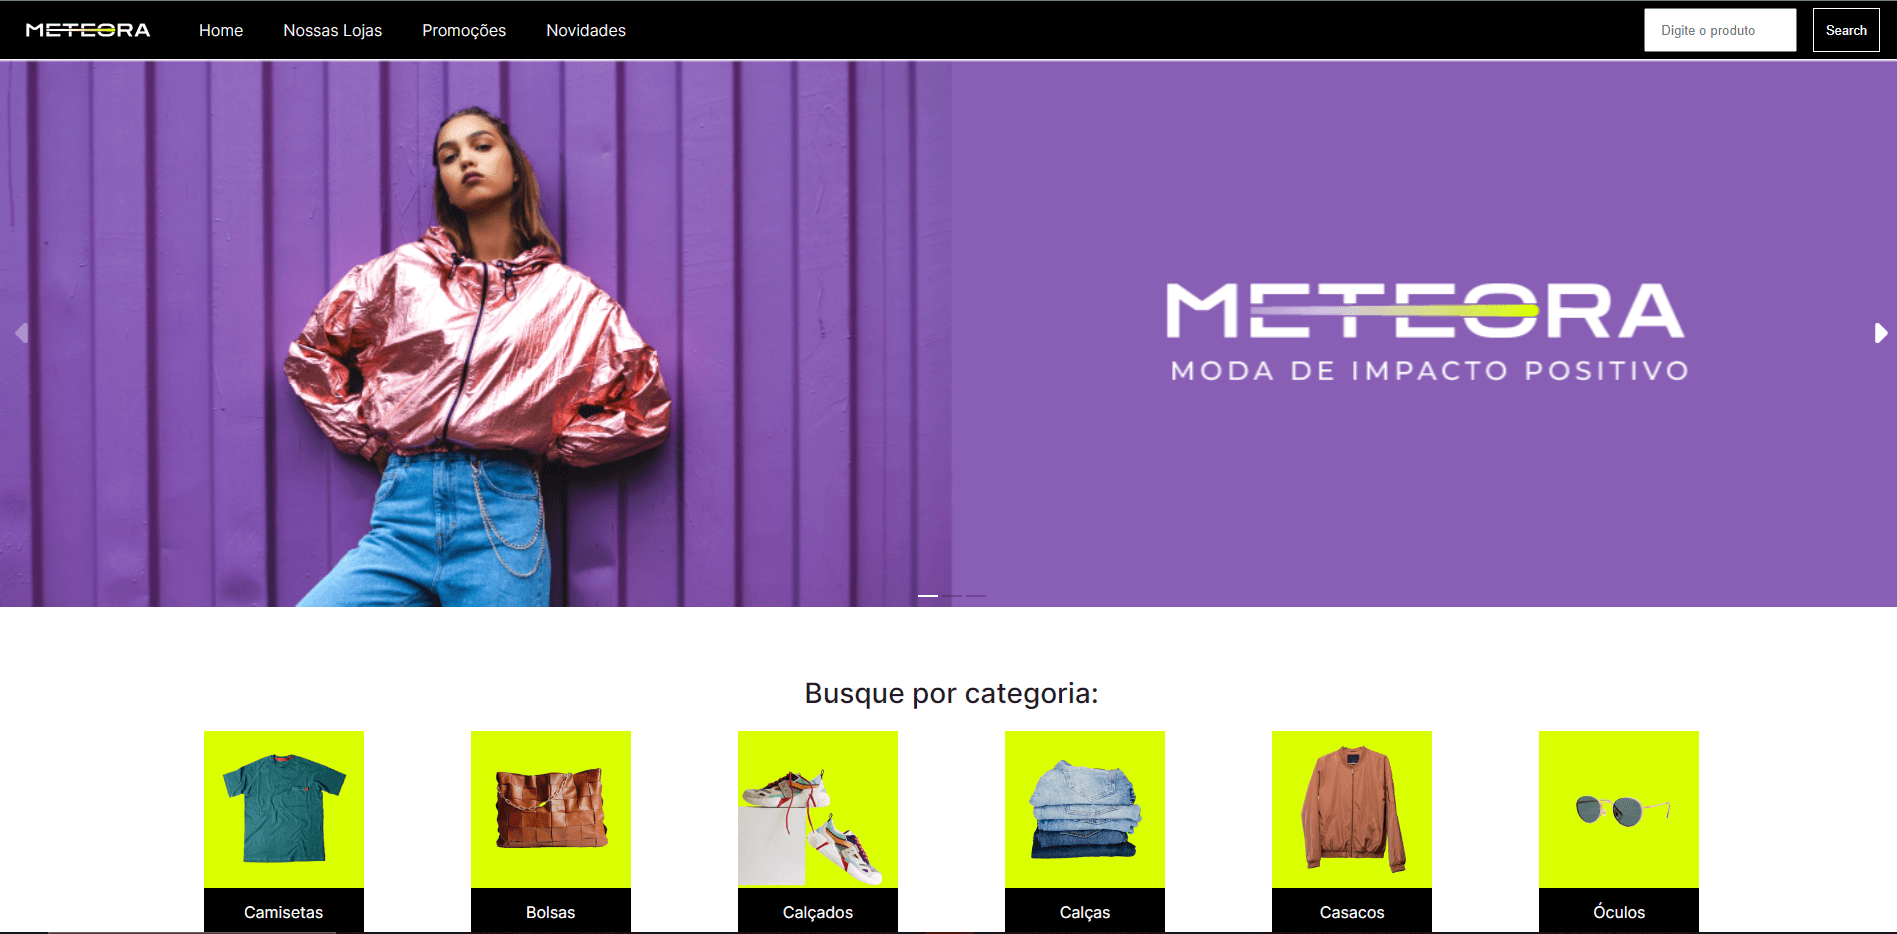 METEORA Home Nossas Lojas Promoções Novidades Digite o produto Search
METEORA
MODA DE IMPACTO POSITIVO
Busque por categoria:
Camisetas Bolsas Calçados Calças Casacos Óculos